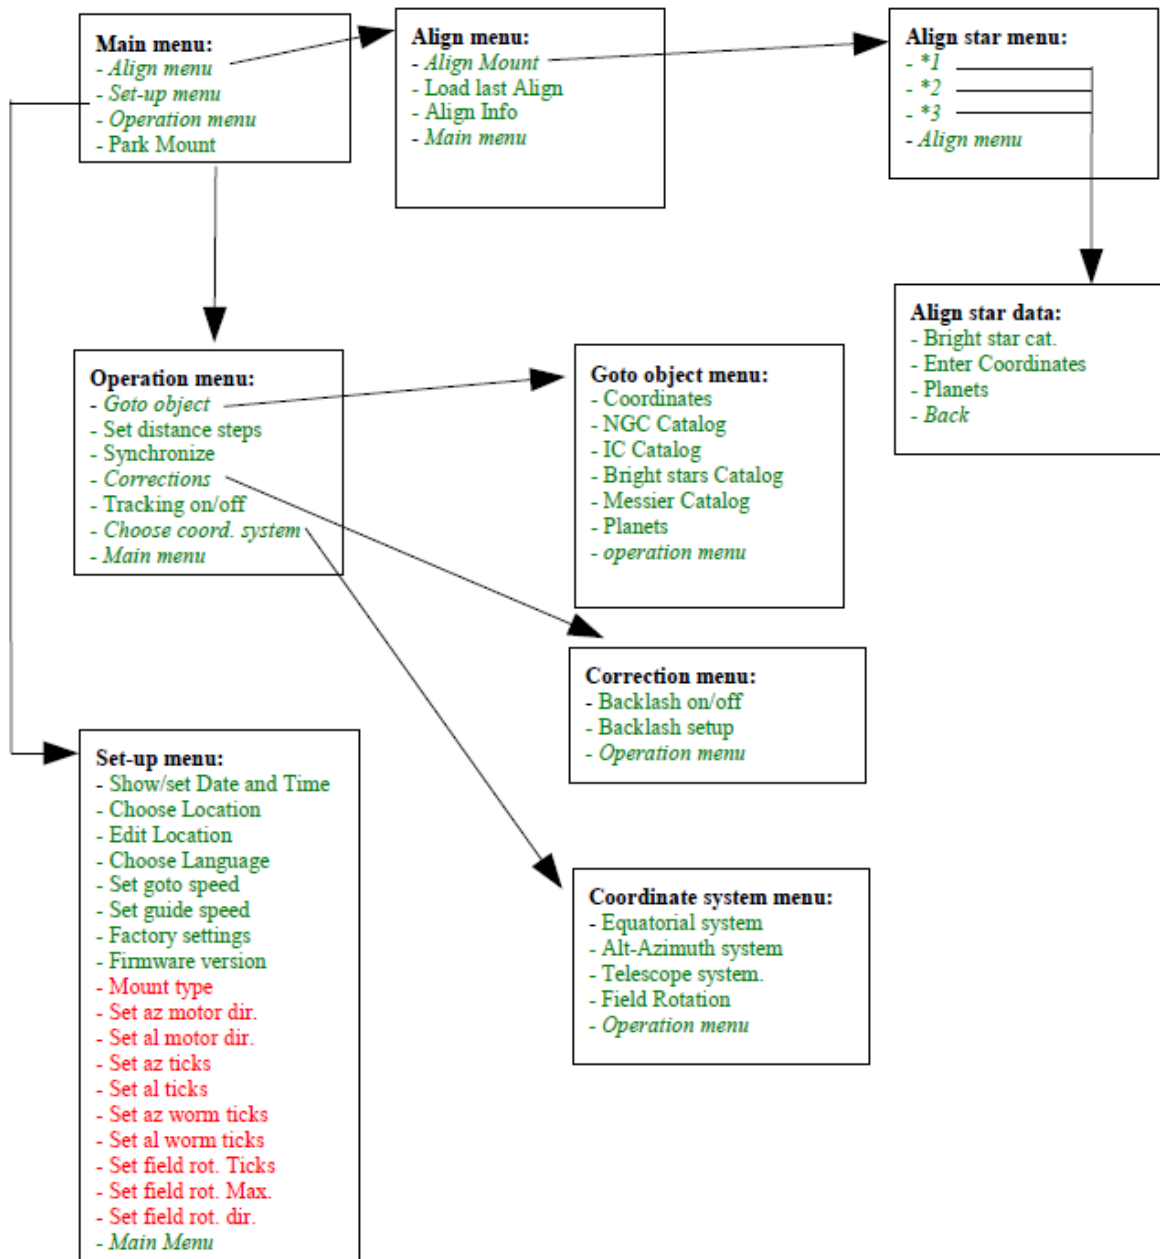 Main menu:
- Align menu
- Set-up menu
- Operation menu
- Park Mount
Align menu:
- Align Mount
- Load last Align
- Align Info
- Main menu
Align star menu:
- *1
- *2
- *3
- Align menu
Align star data:
- Bright star cat.
- Enter Coordinates
- Planets
- Back
Operation menu:
- Goto object
- Set distance steps
- Synchronize
- Corrections
- Tracking on/off
- Choose coord. system
- Main menu
Goto object menu:
- Coordinates
- NGC Catalog
- IC Catalog
- Bright stars Catalog
- Messier Catalog
- Planets
- operation menu
Correction menu:
- Backlash on/off
- Backlash setup
- Operation menu
Set-up menu:
- Show/set Date and Time
- Choose Location
- Edit Location
- Choose Language
- Set goto speed
- Set guide speed
- Factory settings
- Firmware version
- Mount type
- Set az motor dir.
- Set al motor dir.
- Set az ticks
- Set al ticks
- Set az worm ticks
- Set al worm ticks
- Set field rot. Ticks
- Set field rot. Max.
- Set field rot. dir.
- Main Menu
Coordinate system menu:
- Equatorial system
- Alt-Azimuth system
- Telescope system.
- Field Rotation
- Operation menu